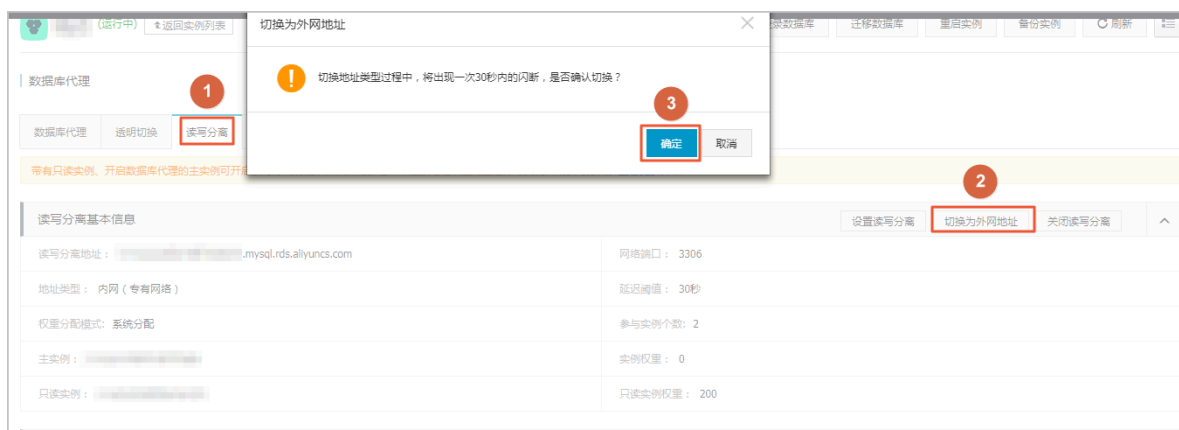 (运行中) 返回实例列表 切换为外网地址 录数据库 迁移数据库 重启实例 备份实例 刷新
数据库代理
切换地址类型过程中，将出现一次30秒内的闪断，是否确认切换？
1
3
数据库代理 透明切换 读写分离
确定 取消
带有只读实例、开启数据库代理的主实例可开
2
读写分离基本信息 设置读写分离 切换为外网地址 关闭读写分离
读写分离地址： .mysql.rds.aliyuncs.com 网络端口： 3306
地址类型： 内网（专有网络） 延迟阈值： 30秒
权重分配模式: 系统分配 参与实例个数: 2
主实例： 实例权重： 0
只读实例： 只读实例权重： 200